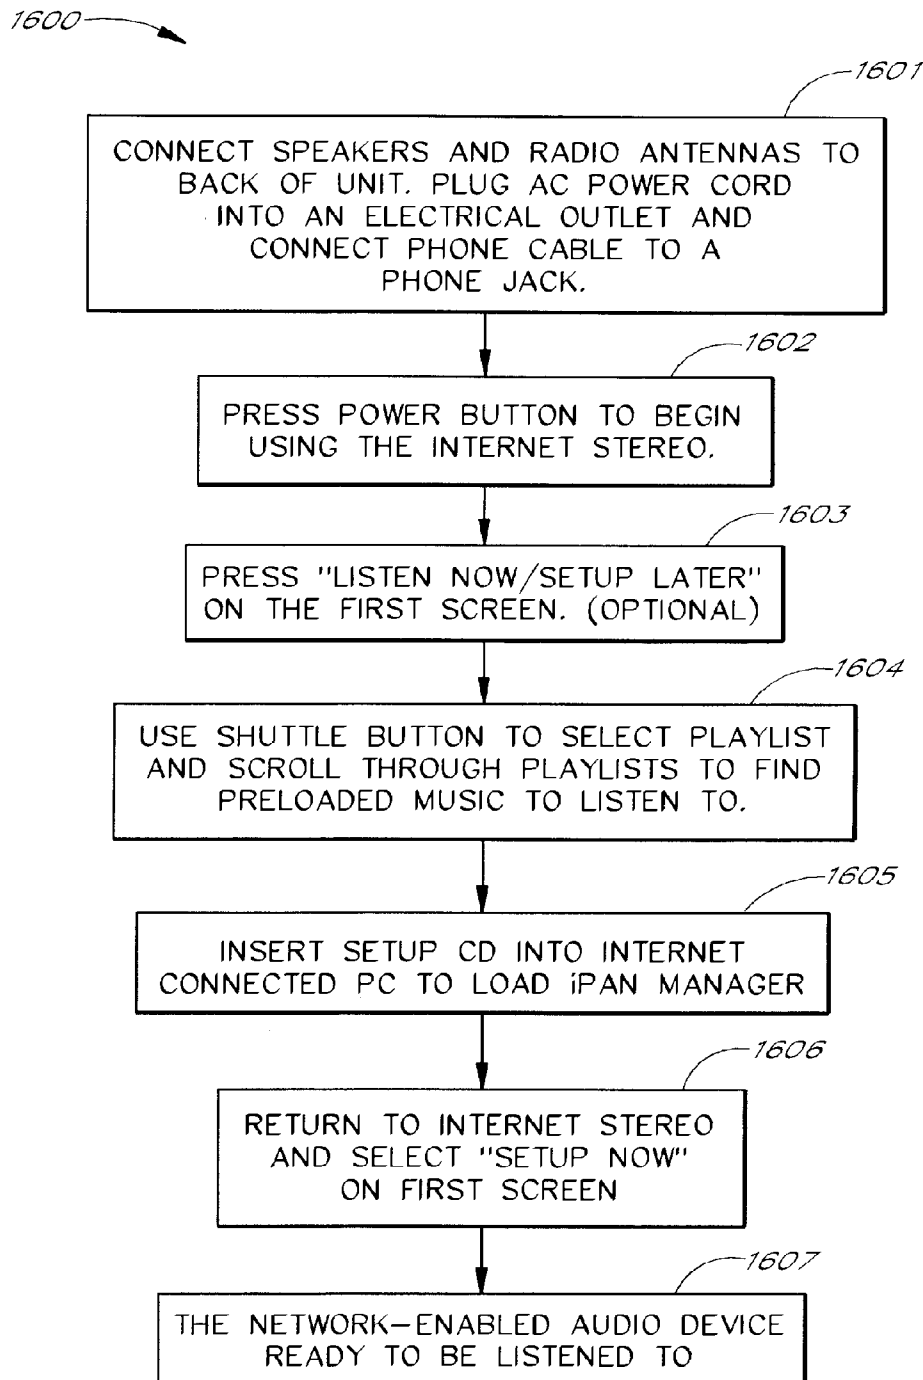 1600
1601
CONNECT SPEAKERS AND RADIO ANTENNAS TO
BACK OF UNIT. PLUG AC POWER CORD
INTO AN ELECTRICAL OUTLET AND
CONNECT PHONE CABLE TO A
PHONE JACK.
1602
PRESS POWER BUTTON TO BEGIN
USING THE INTERNET STEREO.
1603
PRESS "LISTEN NOW/SETUP LATER"
ON THE FIRST SCREEN. (OPTIONAL)
1604
USE SHUTTLE BUTTON TO SELECT PLAYLIST
AND SCROLL THROUGH PLAYLISTS TO FIND
PRELOADED MUSIC TO LISTEN TO.
1605
INSERT SETUP CD INTO INTERNET
CONNECTED PC TO LOAD iPAN MANAGER
1606
RETURN TO INTERNET STEREO
AND SELECT "SETUP NOW"
ON FIRST SCREEN
1607
THE NETWORK-ENABLED AUDIO DEVICE
READY TO BE LISTENED TO